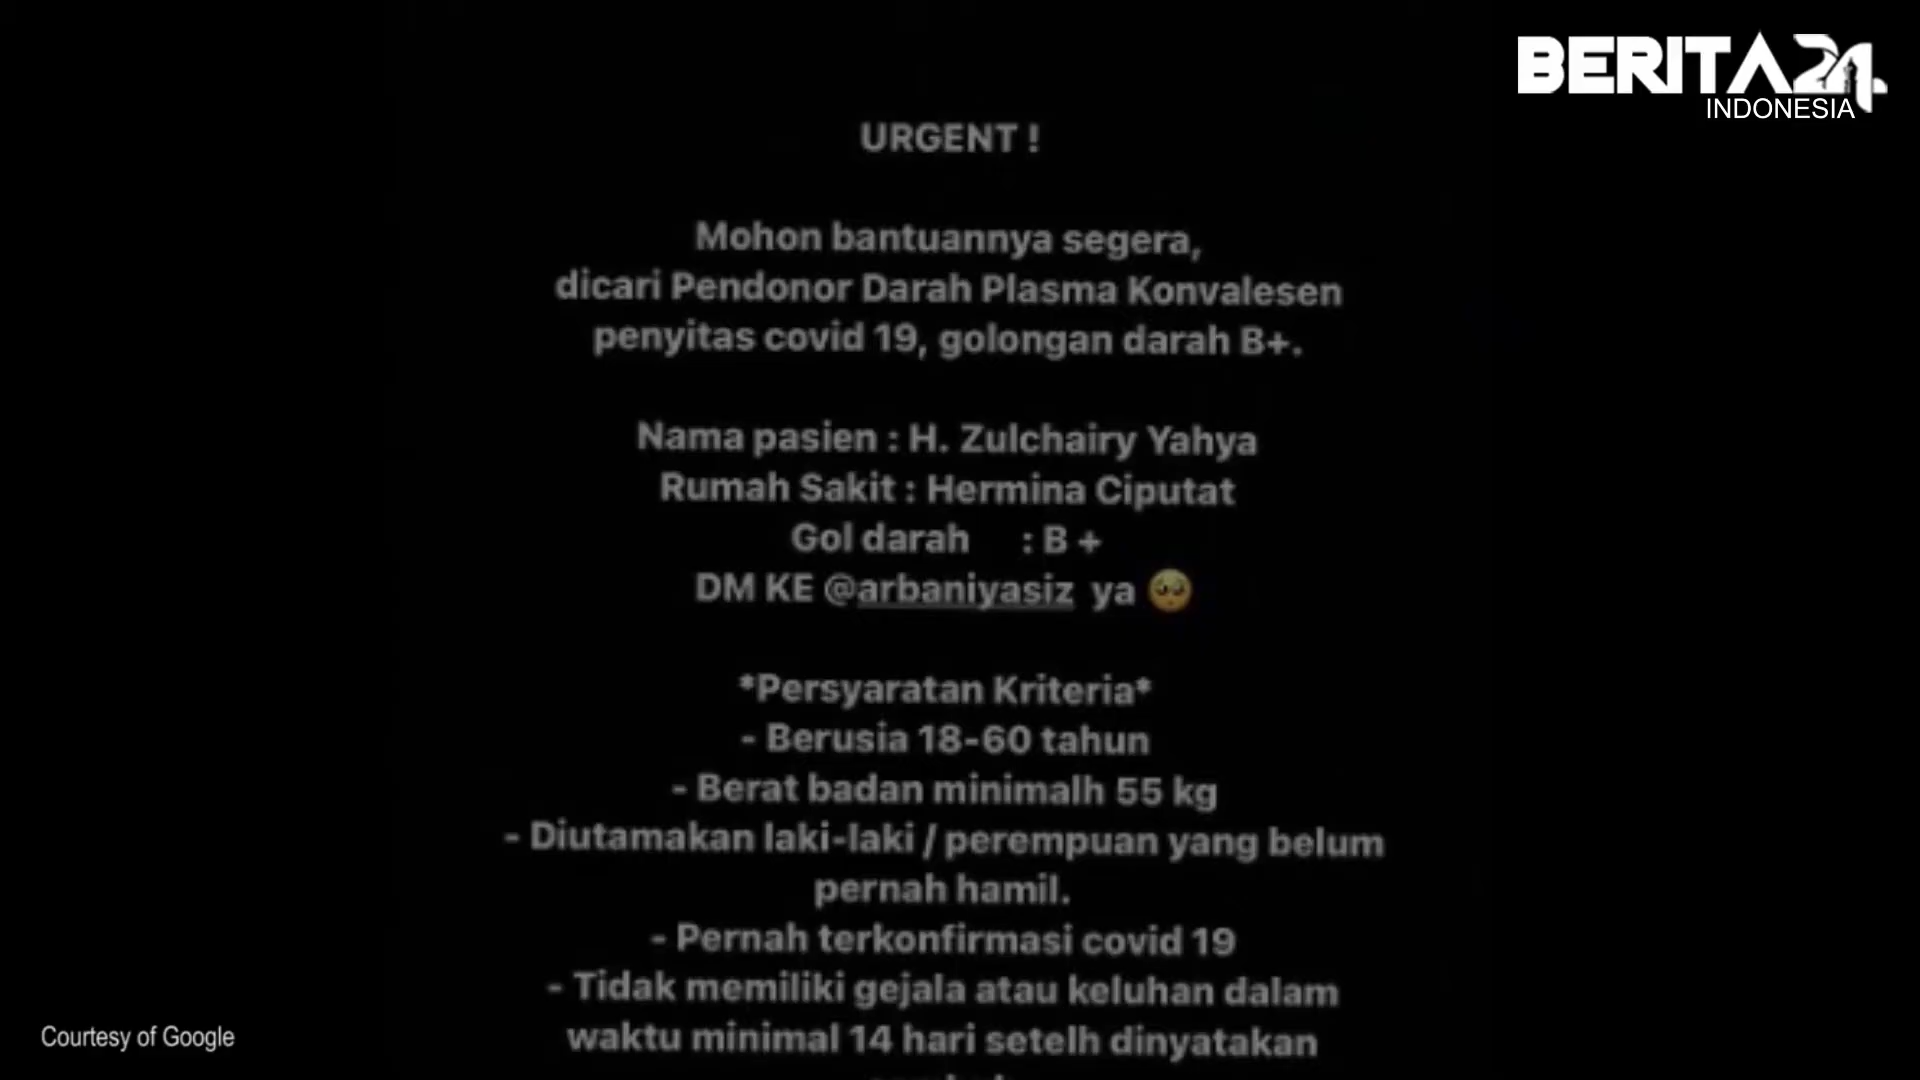 BERITA24
INDONESIA
URGENT !
Mohon bantuannya segera,
dicari Pendonor Darah Plasma Konvalesen
penyitas covid 19, golongan darah B+.
Nama pasien : H. Zulchairy Yahya
Rumah Sakit : Hermina Ciputat
Gol darah : B +
DM KE @arbaniyasiz ya 🥺
*Persyaratan Kriteria*
- Berusia 18-60 tahun
- Berat badan minimalh 55 kg
- Diutamakan laki-laki / perempuan yang belum
pernah hamil.
- Pernah terkonfirmasi covid 19
- Tidak memiliki gejala atau keluhan dalam
waktu minimal 14 hari setelh dinyatakan
Courtesy of Google